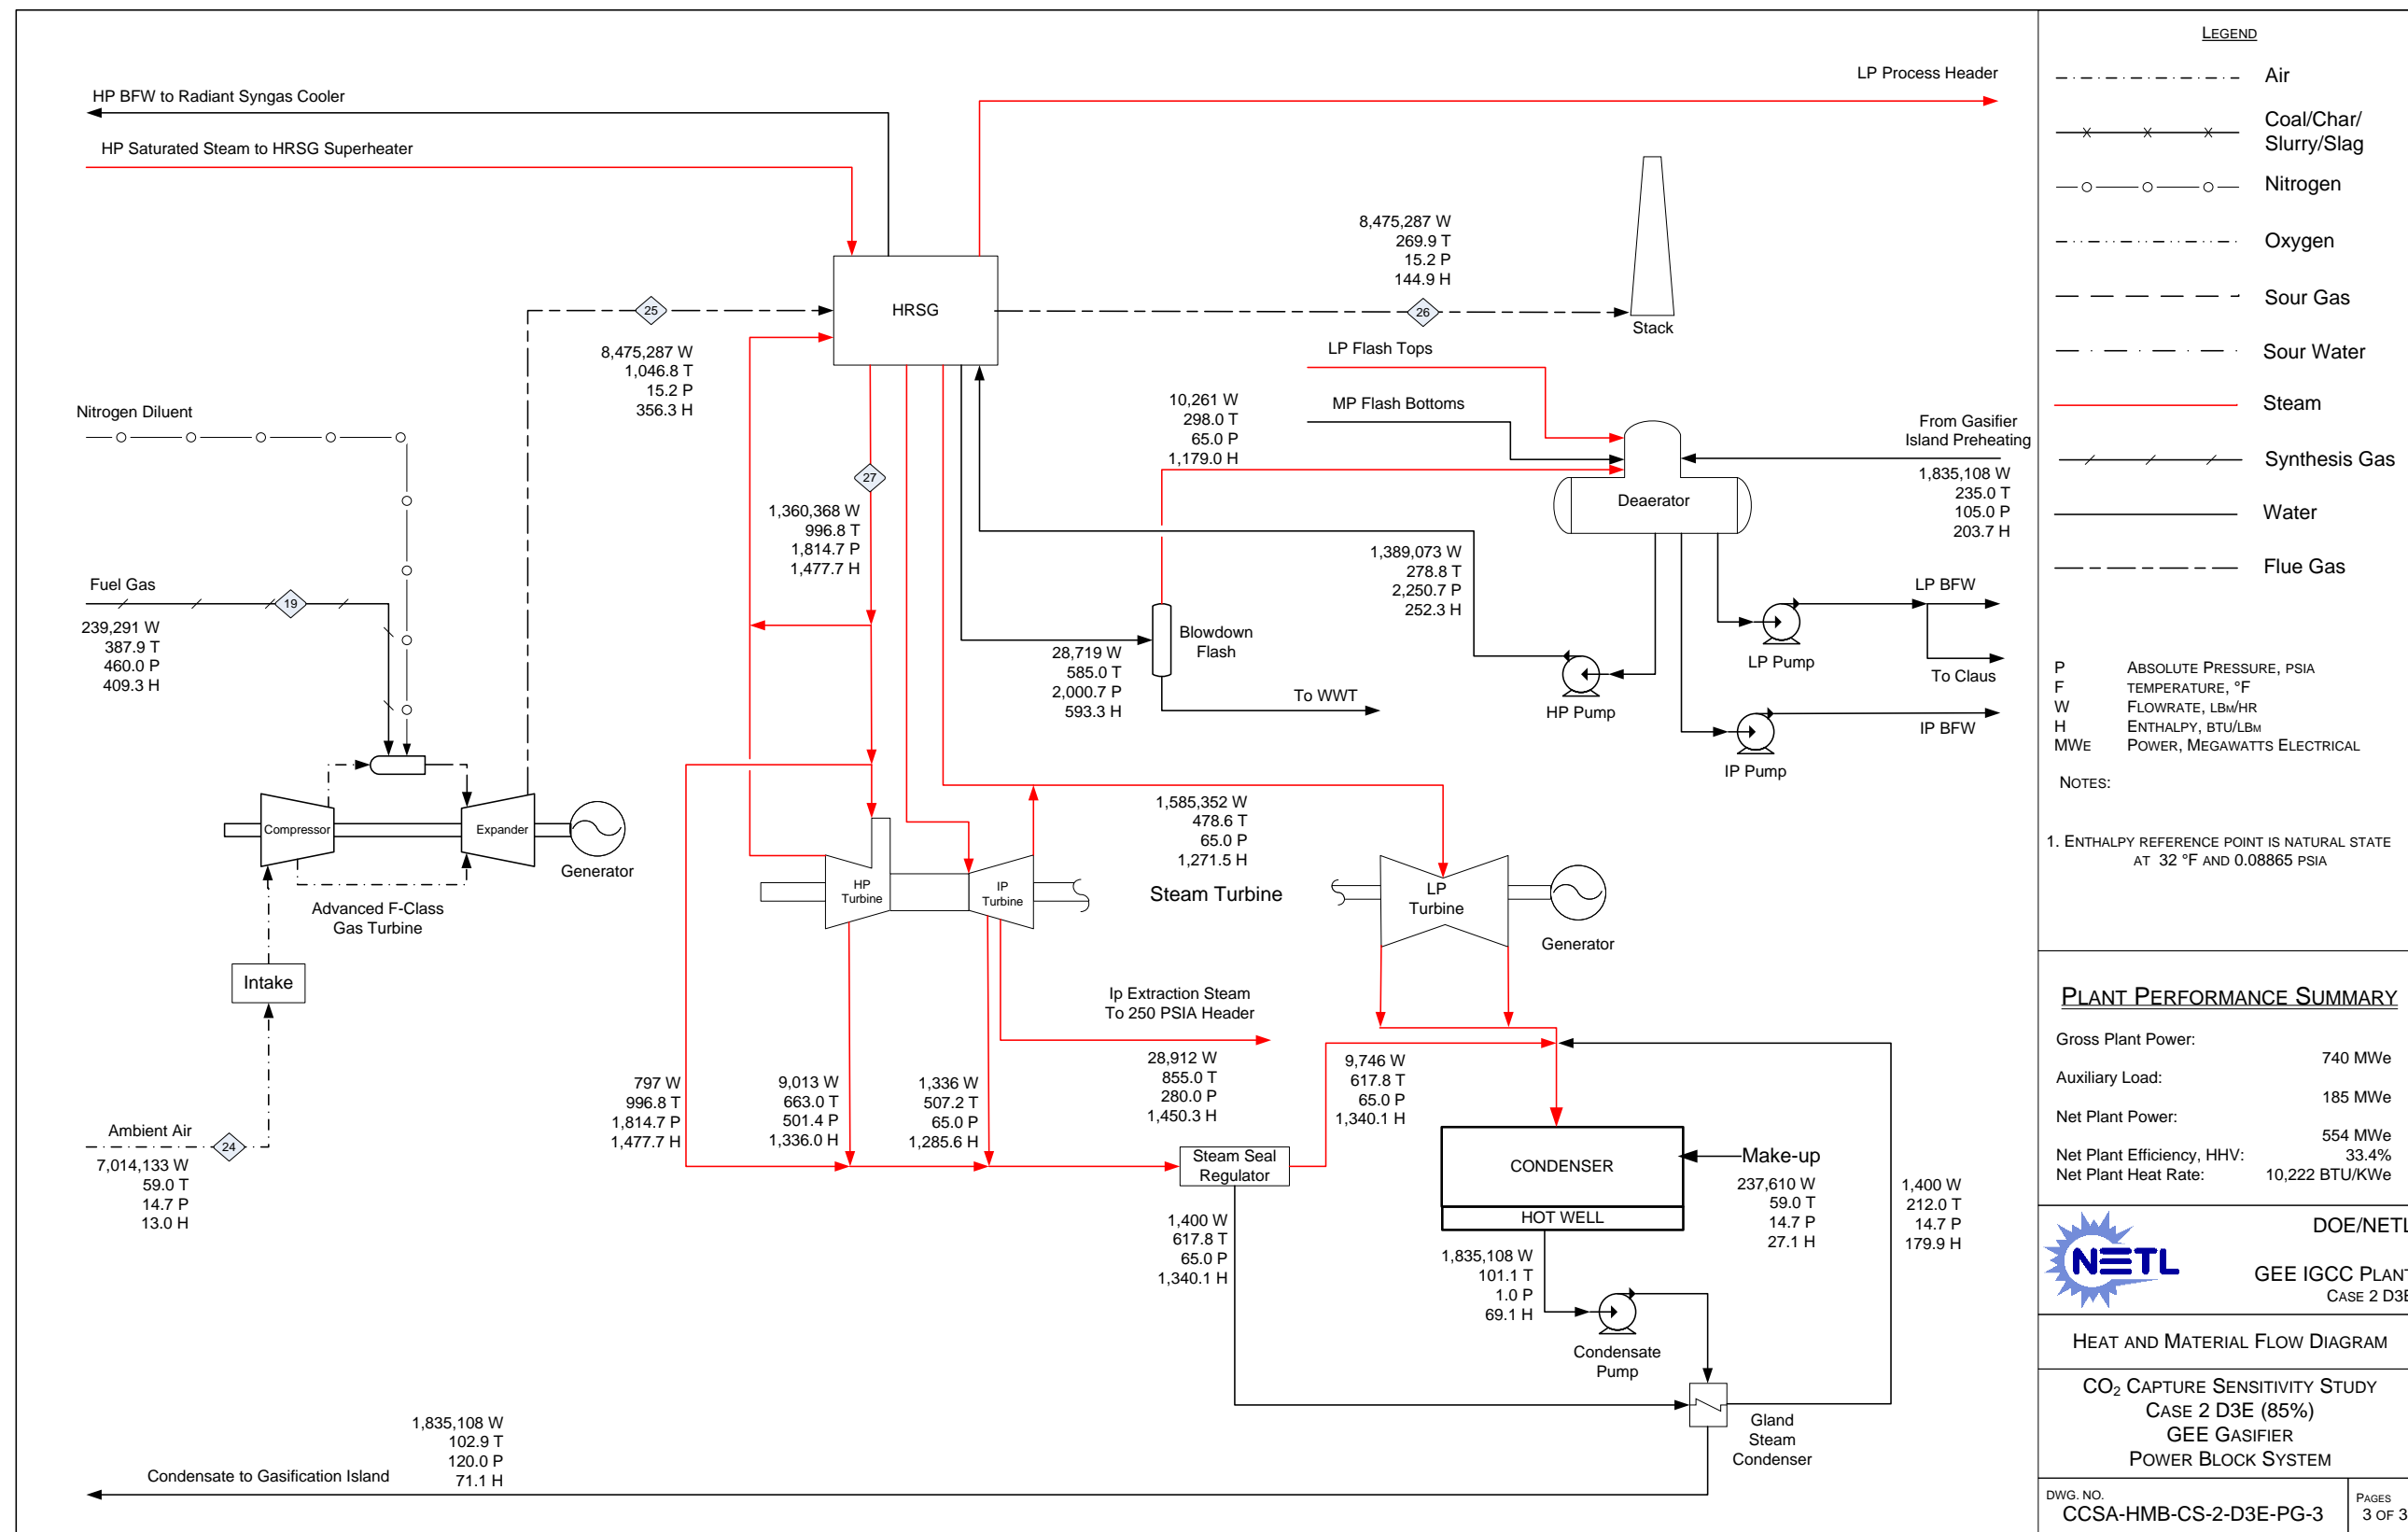 HP BFW to Radiant Syngas Cooler
HP Saturated Steam to HRSG Superheater
LP Process Header
HRSG
25
8,475,287 W
1,046.8 T
15.2 P
356.3 H
8,475,287 W
269.9 T
15.2 P
144.9 H
26
Stack
Nitrogen Diluent
Fuel Gas
19
239,291 W
387.9 T
460.0 P
409.3 H
27
1,360,368 W
996.8 T
1,814.7 P
1,477.7 H
LP Flash Tops
10,261 W
298.0 T
65.0 P
1,179.0 H
MP Flash Bottoms
From Gasifier
Island Preheating
1,835,108 W
235.0 T
105.0 P
203.7 H
Deaerator
1,389,073 W
278.8 T
2,250.7 P
252.3 H
Blowdown
Flash
28,719 W
585.0 T
2,000.7 P
593.3 H
To WWT
HP Pump
LP BFW
LP Pump
To Claus
IP BFW
IP Pump
Compressor
Expander
Generator
Advanced F-Class
Gas Turbine
Intake
Ambient Air
24
7,014,133 W
59.0 T
14.7 P
13.0 H
1,585,352 W
478.6 T
65.0 P
1,271.5 H
Steam Turbine
HP
Turbine
IP
Turbine
LP
Turbine
Generator
Ip Extraction Steam
To 250 PSIA Header
28,912 W
855.0 T
280.0 P
1,450.3 H
797 W
996.8 T
1,814.7 P
1,477.7 H
9,013 W
663.0 T
501.4 P
1,336.0 H
1,336 W
507.2 T
65.0 P
1,285.6 H
9,746 W
617.8 T
65.0 P
1,340.1 H
Steam Seal
Regulator
1,400 W
617.8 T
65.0 P
1,340.1 H
CONDENSER
HOT WELL
Make-up
237,610 W
59.0 T
14.7 P
27.1 H
1,400 W
212.0 T
14.7 P
179.9 H
1,835,108 W
101.1 T
1.0 P
69.1 H
Condensate
Pump
Gland
Steam
Condenser
1,835,108 W
102.9 T
120.0 P
71.1 H
Condensate to Gasification Island
LEGEND
Air
Coal/Char/
Slurry/Slag
Nitrogen
Oxygen
Sour Gas
Sour Water
Steam
Synthesis Gas
Water
Flue Gas
P ABSOLUTE PRESSURE, PSIA
F TEMPERATURE, °F
W FLOWRATE, LBM/HR
H ENTHALPY, BTU/LBM
MWE POWER, MEGAWATTS ELECTRICAL
NOTES:
1. ENTHALPY REFERENCE POINT IS NATURAL STATE
AT 32 °F AND 0.08865 PSIA
PLANT PERFORMANCE SUMMARY
Gross Plant Power:
740 MWe
Auxiliary Load:
185 MWe
Net Plant Power:
554 MWe
Net Plant Efficiency, HHV: 33.4%
Net Plant Heat Rate: 10,222 BTU/KWe
NETL
DOE/NETL
GEE IGCC PLANT
CASE 2 D3E
HEAT AND MATERIAL FLOW DIAGRAM
CO2 CAPTURE SENSITIVITY STUDY
CASE 2 D3E (85%)
GEE GASIFIER
POWER BLOCK SYSTEM
DWG. NO.
CCSA-HMB-CS-2-D3E-PG-3
PAGES
3 OF 3